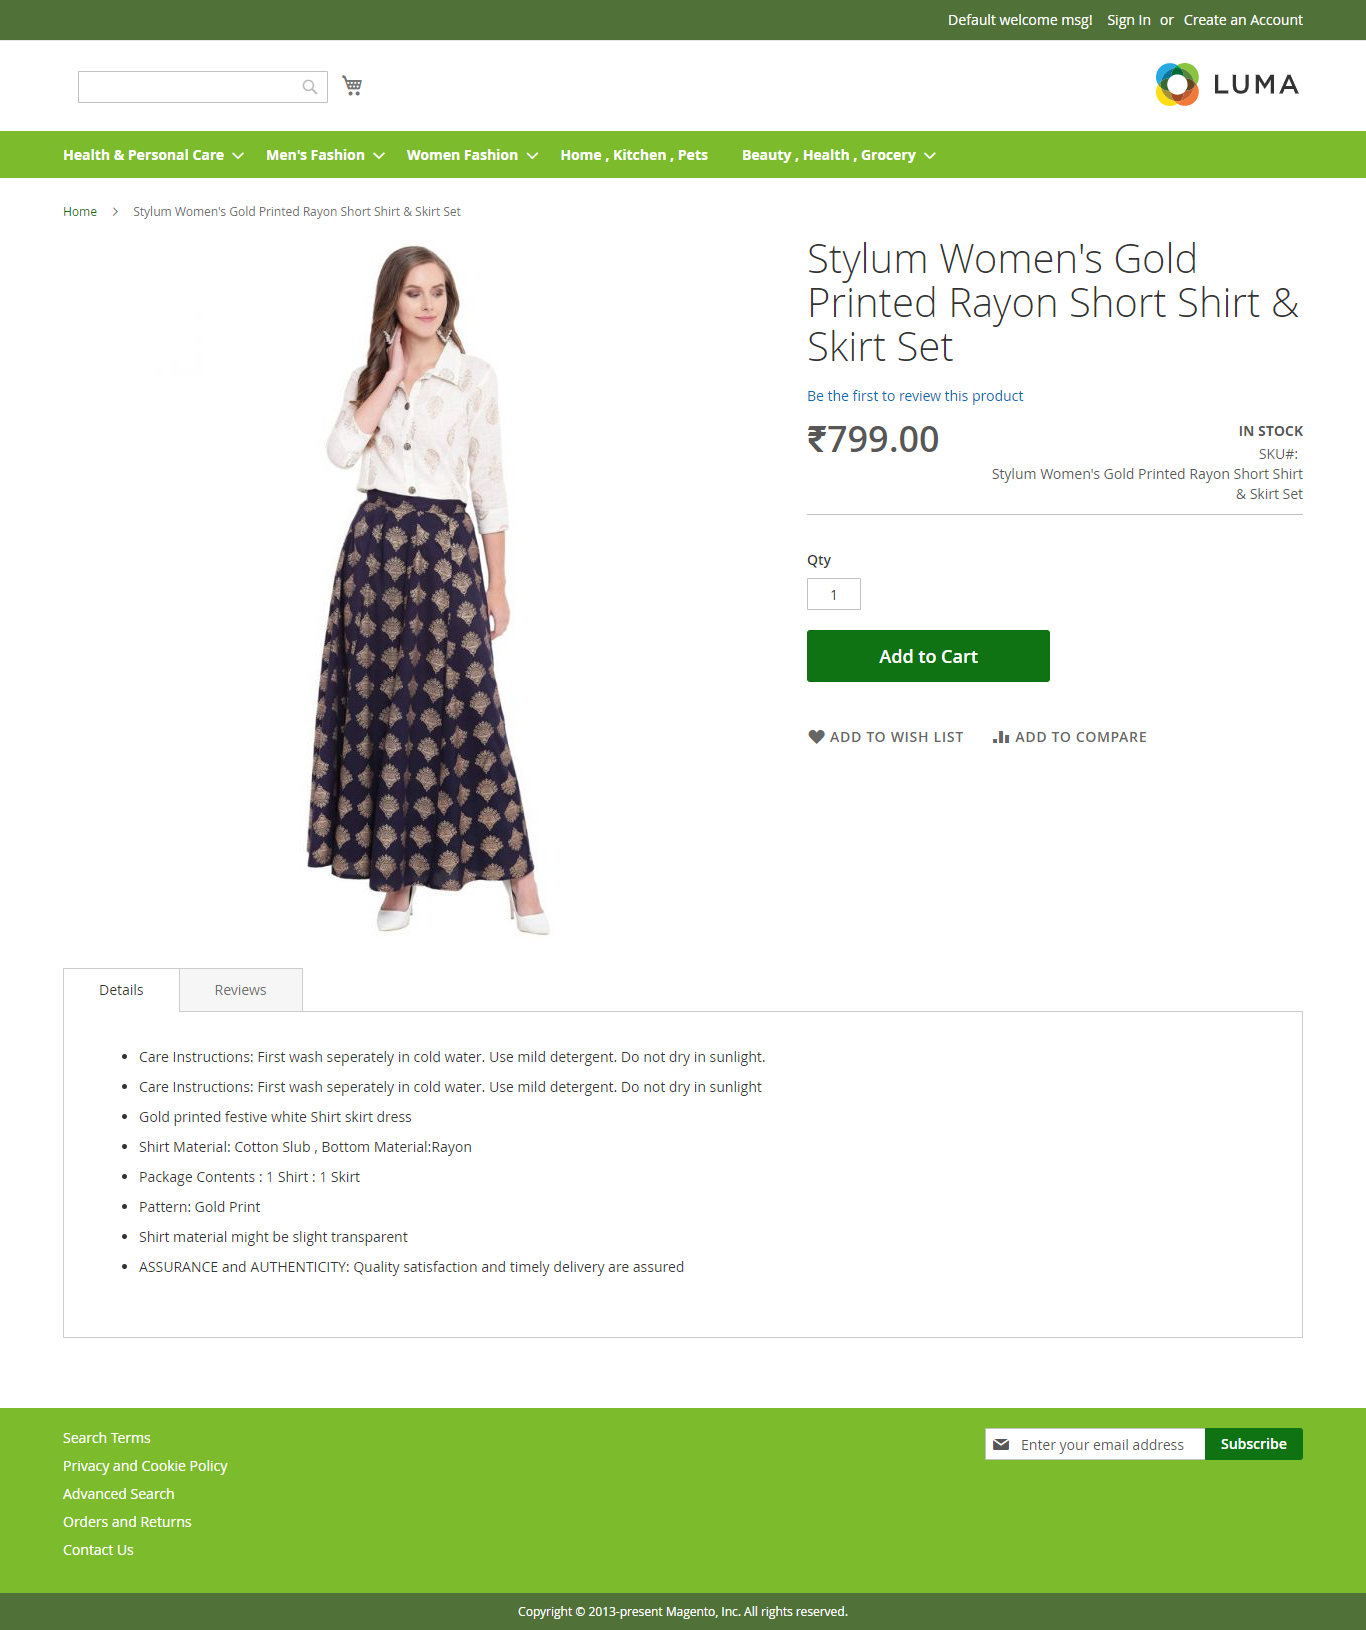 Default welcome msg! Sign In or Create an Account
LUMA
Health & Personal Care Men's Fashion Women Fashion Home , Kitchen , Pets Beauty , Health , Grocery
Home Stylum Women's Gold Printed Rayon Short Shirt & Skirt Set
Stylum Women's Gold
Printed Rayon Short Shirt &
Skirt Set
Be the first to review this product
₹799.00
IN STOCK
SKU#:
Stylum Women's Gold Printed Rayon Short Shirt
& Skirt Set
Qty
1
Add to Cart
ADD TO WISH LIST ADD TO COMPARE
Details Reviews
• Care Instructions: First wash seperately in cold water. Use mild detergent. Do not dry in sunlight.
• Care Instructions: First wash seperately in cold water. Use mild detergent. Do not dry in sunlight
• Gold printed festive white Shirt skirt dress
• Shirt Material: Cotton Slub , Bottom Material:Rayon
• Package Contents : 1 Shirt : 1 Skirt
• Pattern: Gold Print
• Shirt material might be slight transparent
• ASSURANCE and AUTHENTICITY: Quality satisfaction and timely delivery are assured
Search Terms
Privacy and Cookie Policy
Advanced Search
Orders and Returns
Contact Us
Enter your email address Subscribe
Copyright © 2013-present Magento, Inc. All rights reserved.